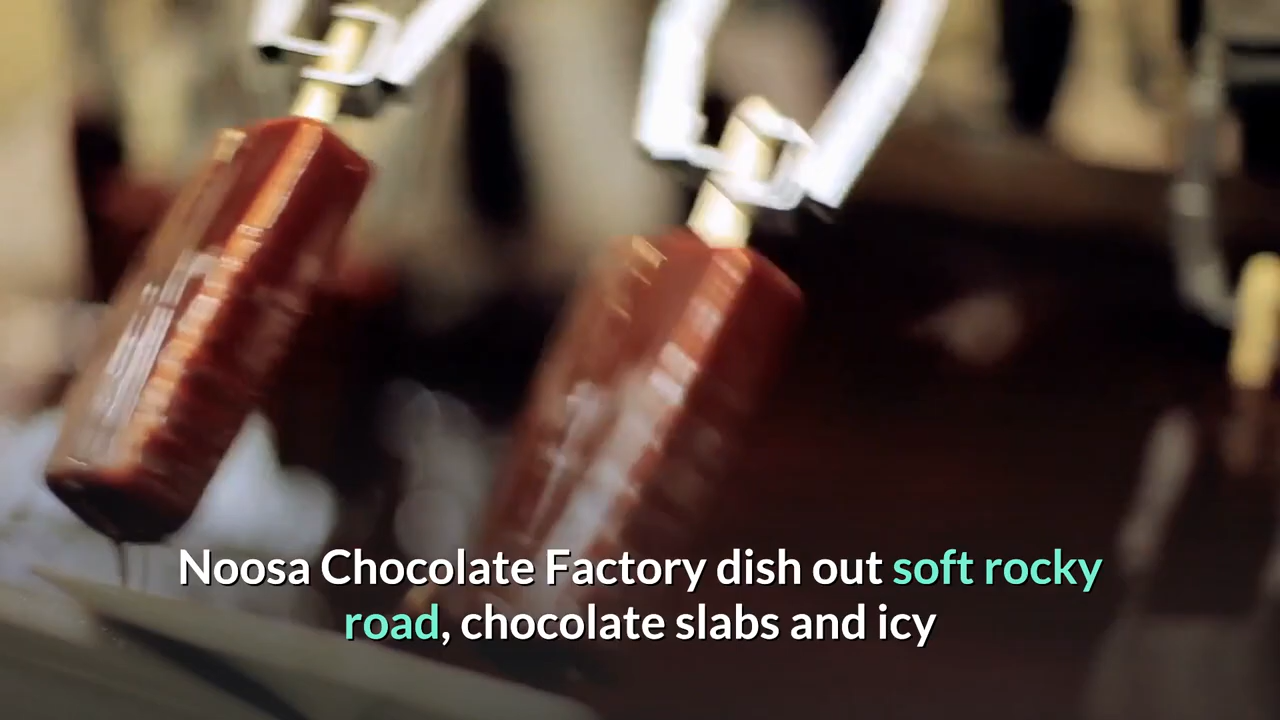 Noosa Chocolate Factory dish out soft rocky
road, chocolate slabs and icy